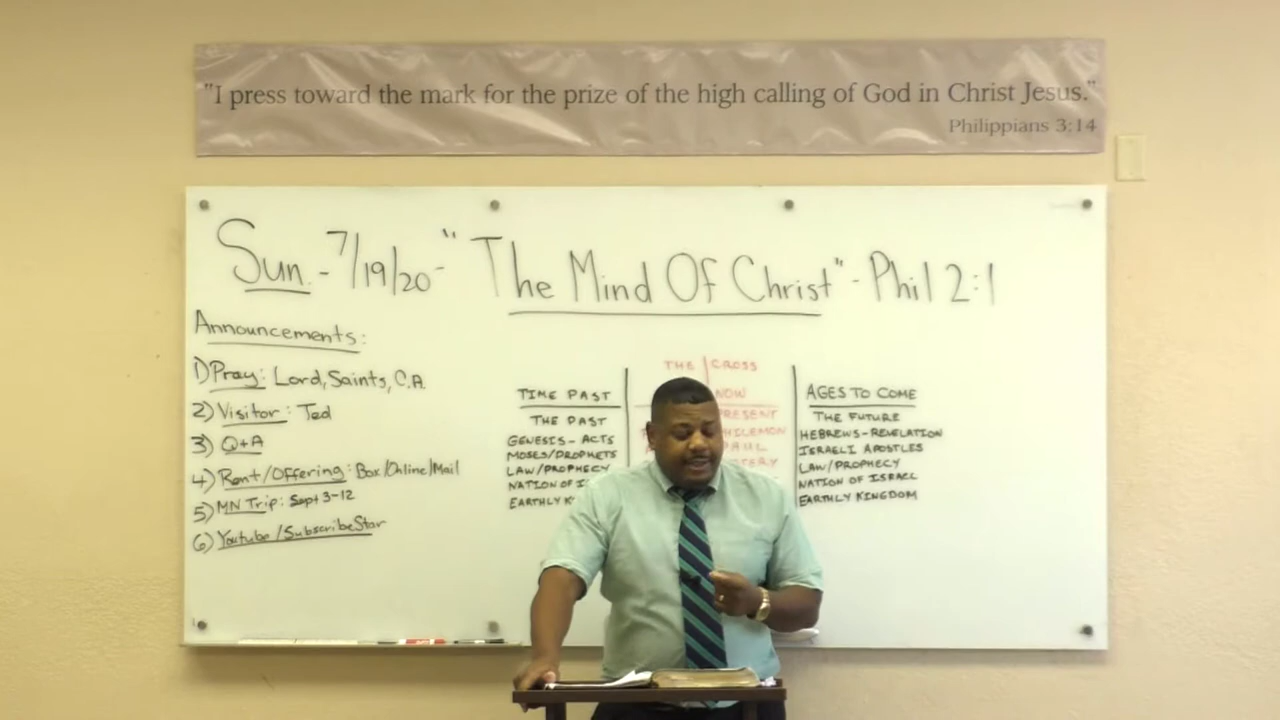 "I press toward the mark for the prize of the high calling of God in Christ Jesus."
Philippians 3:14
Sun. - 7/19/20 - "The Mind Of Christ" - Phil 2:1
Announcements:
1) Pray: Lord, Saints, C.A.
2) Visitor: Ted
3) Q+A
4) Rent/Offering: Box/Online/Mail
5) MN Trip: Sept 3-12
6) Youtube/SubscribeStar
THE CROSS
TIME PAST
THE PAST
GENESIS - ACTS
MOSES/PROPHETS
LAW/PROPHECY
NATION OF
EARTHLY
NOW
PRESENT
PHILEMON
PAUL
AGES TO COME
THE FUTURE
HEBREWS - REVELATION
ISRAELI APOSTLES
LAW/PROPHECY
NATION OF ISRAEL
EARTHLY KINGDOM